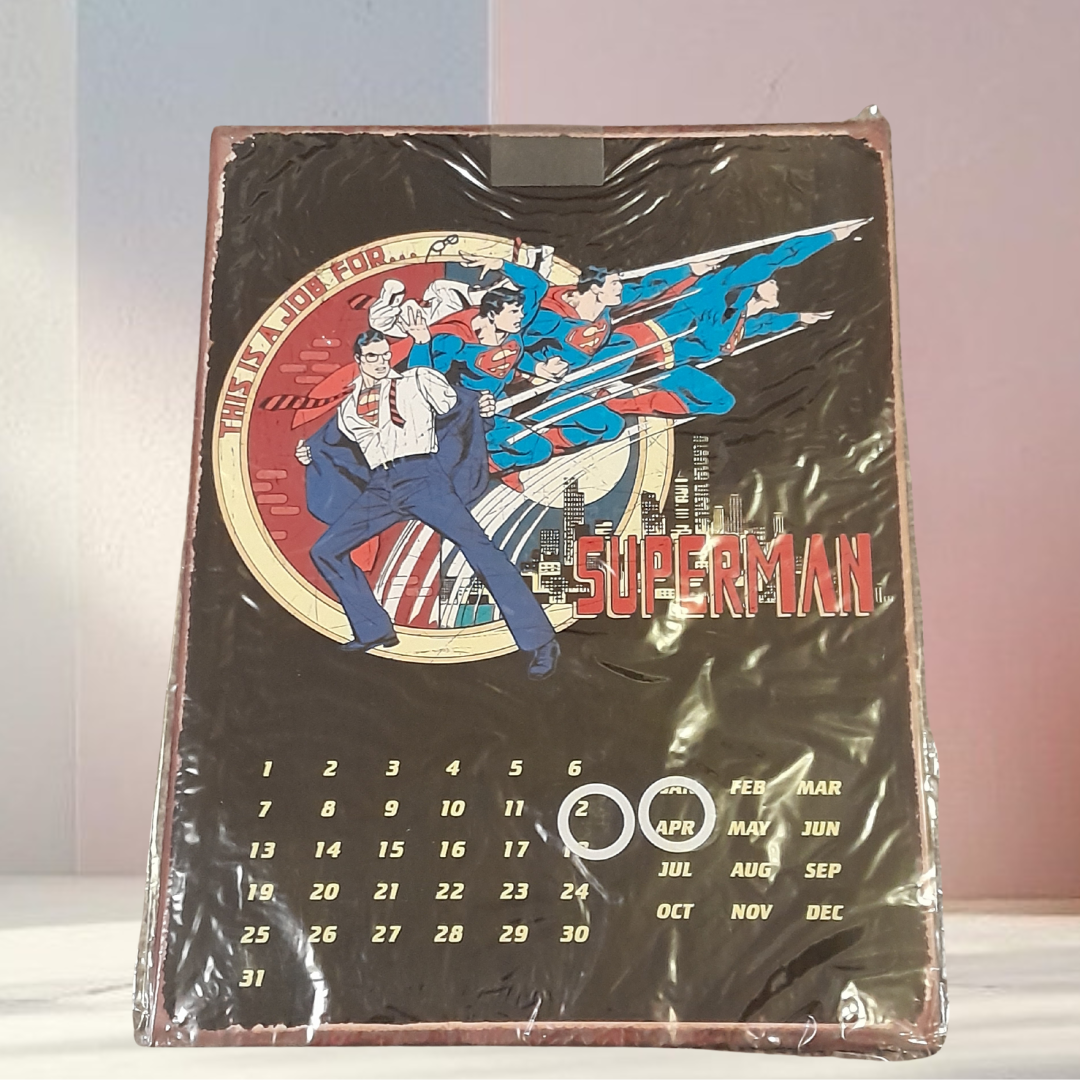 THIS IS A JOB FOR...
SUPERMAN
1 2 3 4 5 6
7 8 9 10 11 2
13 14 15 16 17
19 20 21 22 23 24
25 26 27 28 29 30
31
JAN FEB MAR
APR MAY JUN
JUL AUG SEP
OCT NOV DEC